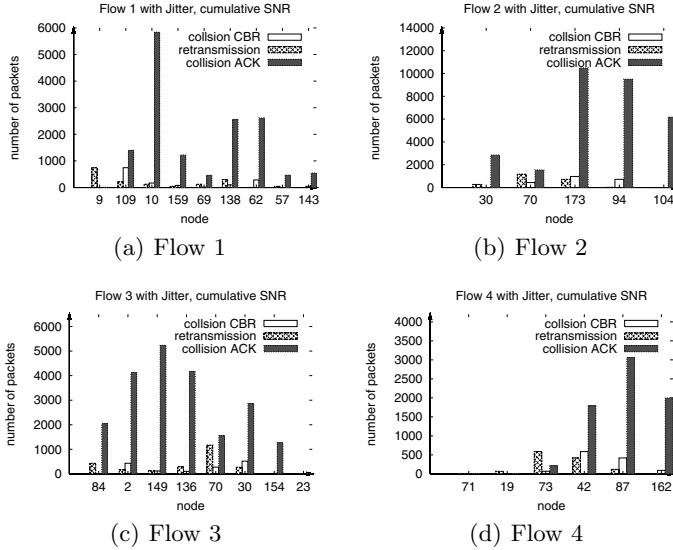 Flow 1 with Jitter, cumulative SNR
number of packets
6000
5000
4000
3000
2000
1000
0
collsion CBR
retransmission
collision ACK
9 109 10 159 69 138 62 57 143
node
(a) Flow 1
Flow 2 with Jitter, cumulative SNR
number of packets
14000
12000
10000
8000
6000
4000
2000
0
collsion CBR
retransmission
collision ACK
30 70 173 94 104
node
(b) Flow 2
Flow 3 with Jitter, cumulative SNR
number of packets
6000
5000
4000
3000
2000
1000
0
collsion CBR
retransmission
collision ACK
84 2 149 136 70 30 154 23
node
(c) Flow 3
Flow 4 with Jitter, cumulative SNR
number of packets
4000
3500
3000
2500
2000
1500
1000
500
0
collsion CBR
retransmission
collision ACK
71 19 73 42 87 162
node
(d) Flow 4